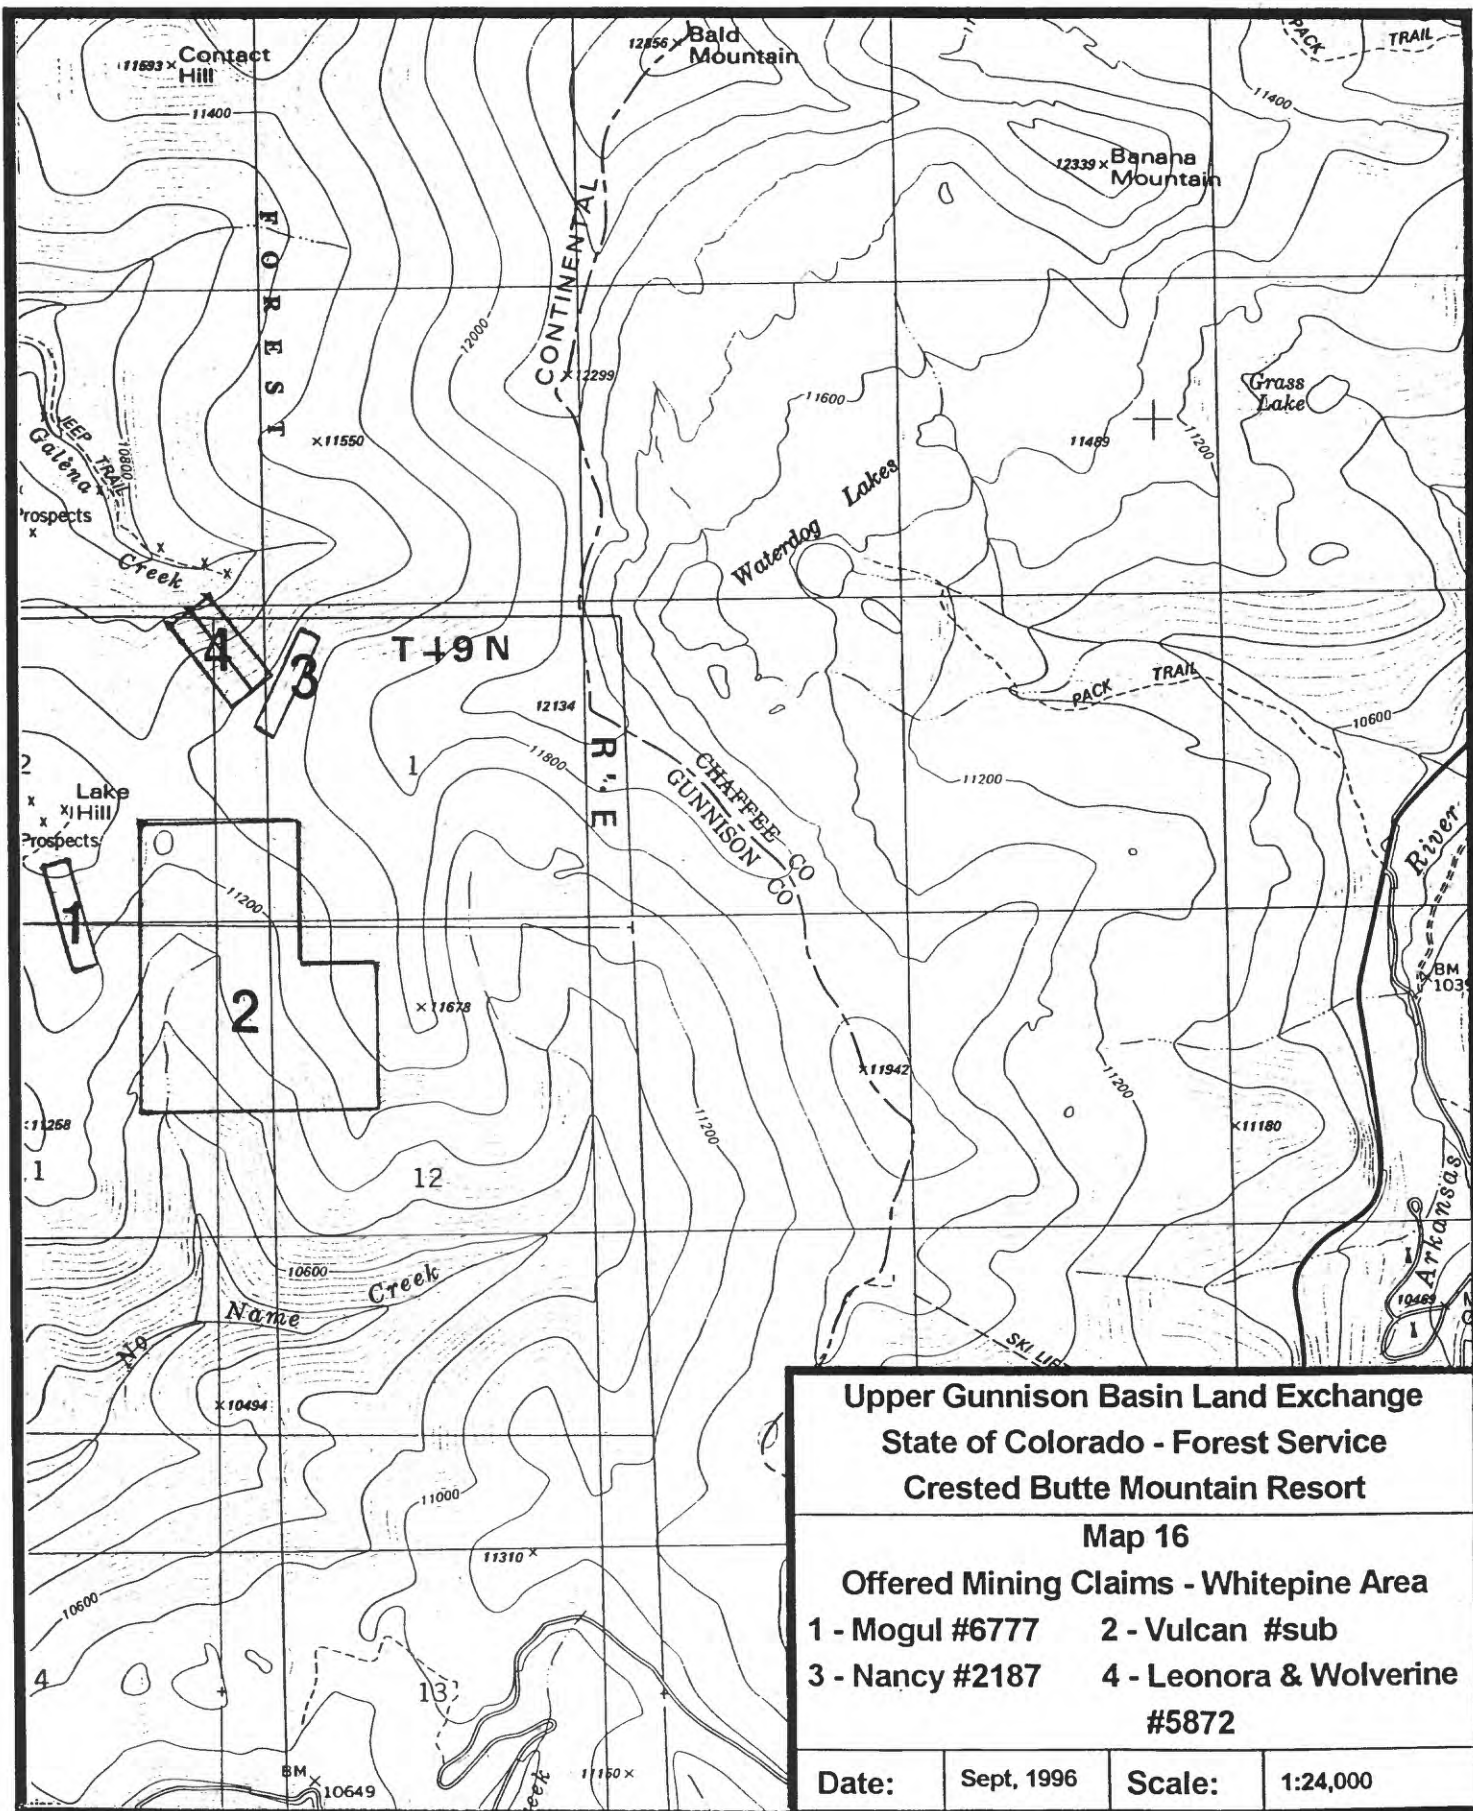 Contact
Hill
11593
11400
12856
Bald
Mountain
PACK
TRAIL
11400
12339
Banana
Mountain
FOREST
CONTINENTAL
12000
12299
11600
11489
11200
Grass
Lake
11550
JEEP
TRAIL
10800
Galena
Prospects
Creek
Waterdog
Lakes
4
3
T 49 N
12134
R E
1
11800
CHAFFEE CO
GUNNISON CO
PACK
TRAIL
10600
11200
2
Lake
Hill
Prospects
1
11200
2
11678
River
BM
11942
11200
11180
11258
1
12
11200
10600
No
Name
Creek
Arkansas
10469
SKI
10494
11000
11310
10600
4
13
BM
10649
11160
Upper Gunnison Basin Land Exchange
State of Colorado - Forest Service
Crested Butte Mountain Resort
Map 16
Offered Mining Claims - Whitepine Area
1 - Mogul #6777 2 - Vulcan #sub
3 - Nancy #2187 4 - Leonora & Wolverine
#5872
Date: Sept, 1996 Scale: 1:24,000